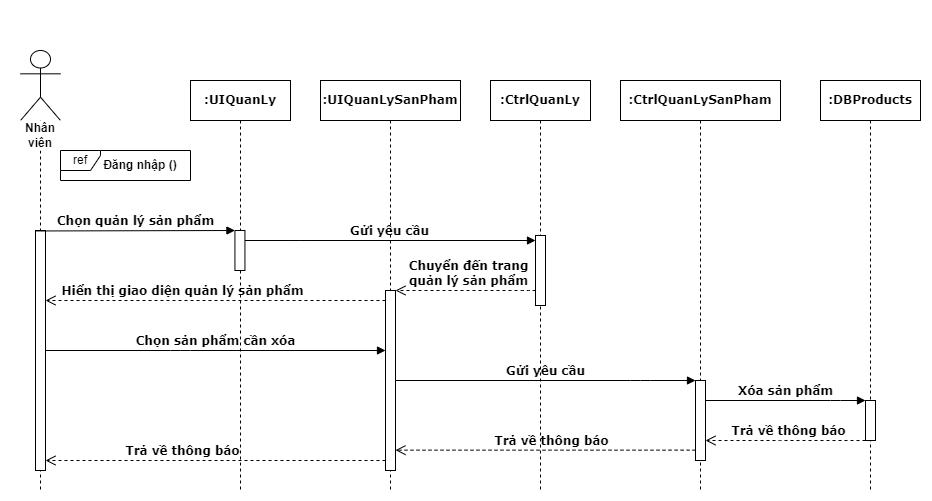 :UIQuanLy
:UIQuanLySanPham
:CtrlQuanLy
:CtrlQuanLySanPham
:DBProducts
Nhân
viên
ref
Đăng nhập ()
Chọn quản lý sản phẩm
Gửi yêu cầu
Chuyển đến trang
quản lý sản phẩm
Hiển thị giao diện quản lý sản phẩm
Chọn sản phẩm cần xóa
Gửi yêu cầu
Xóa sản phẩm
Trả về thông báo
Trả về thông báo
Trả về thông báo